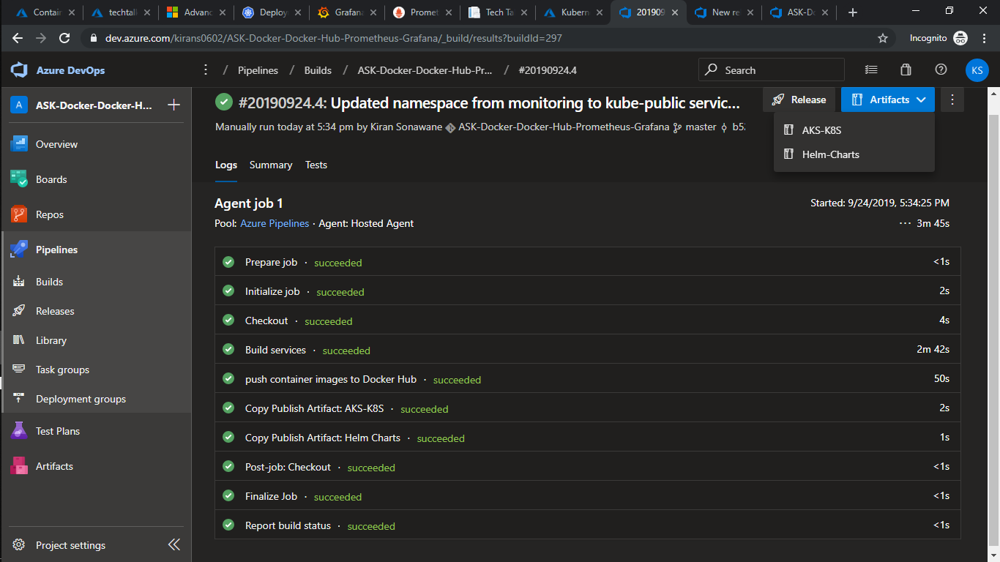 Contain
techtalk
Advanc
Deploy
Grafana
Promet
Tech Ta
Kubern
201909
New re
ASK-Do
dev.azure.com/kirans0602/ASK-Docker-Docker-Hub-Prometheus-Grafana/_build/results?buildId=297
Incognito
Azure DevOps
/ Pipelines / Builds / ASK-Docker-Docker-Hub-Pr... / #20190924.4
Search
KS
A ASK-Docker-Docker-H...
Overview
Boards
Repos
Pipelines
Builds
Releases
Library
Task groups
Deployment groups
Test Plans
Artifacts
Project settings
#20190924.4: Updated namespace from monitoring to kube-public servic...
Release
Artifacts
AKS-K8S
Helm-Charts
Manually run today at 5:34 pm by Kiran Sonawane ASK-Docker-Docker-Hub-Prometheus-Grafana master
Logs Summary Tests
Agent job 1
Started: 9/24/2019, 5:34:25 PM
Pool: Azure Pipelines · Agent: Hosted Agent
··· 3m 45s
Prepare job · succeeded <1s
Initialize job · succeeded 2s
Checkout · succeeded 4s
Build services · succeeded 2m 42s
push container images to Docker Hub · succeeded 50s
Copy Publish Artifact: AKS-K8S · succeeded 2s
Copy Publish Artifact: Helm Charts · succeeded 1s
Post-job: Checkout · succeeded <1s
Finalize Job · succeeded <1s
Report build status · succeeded <1s